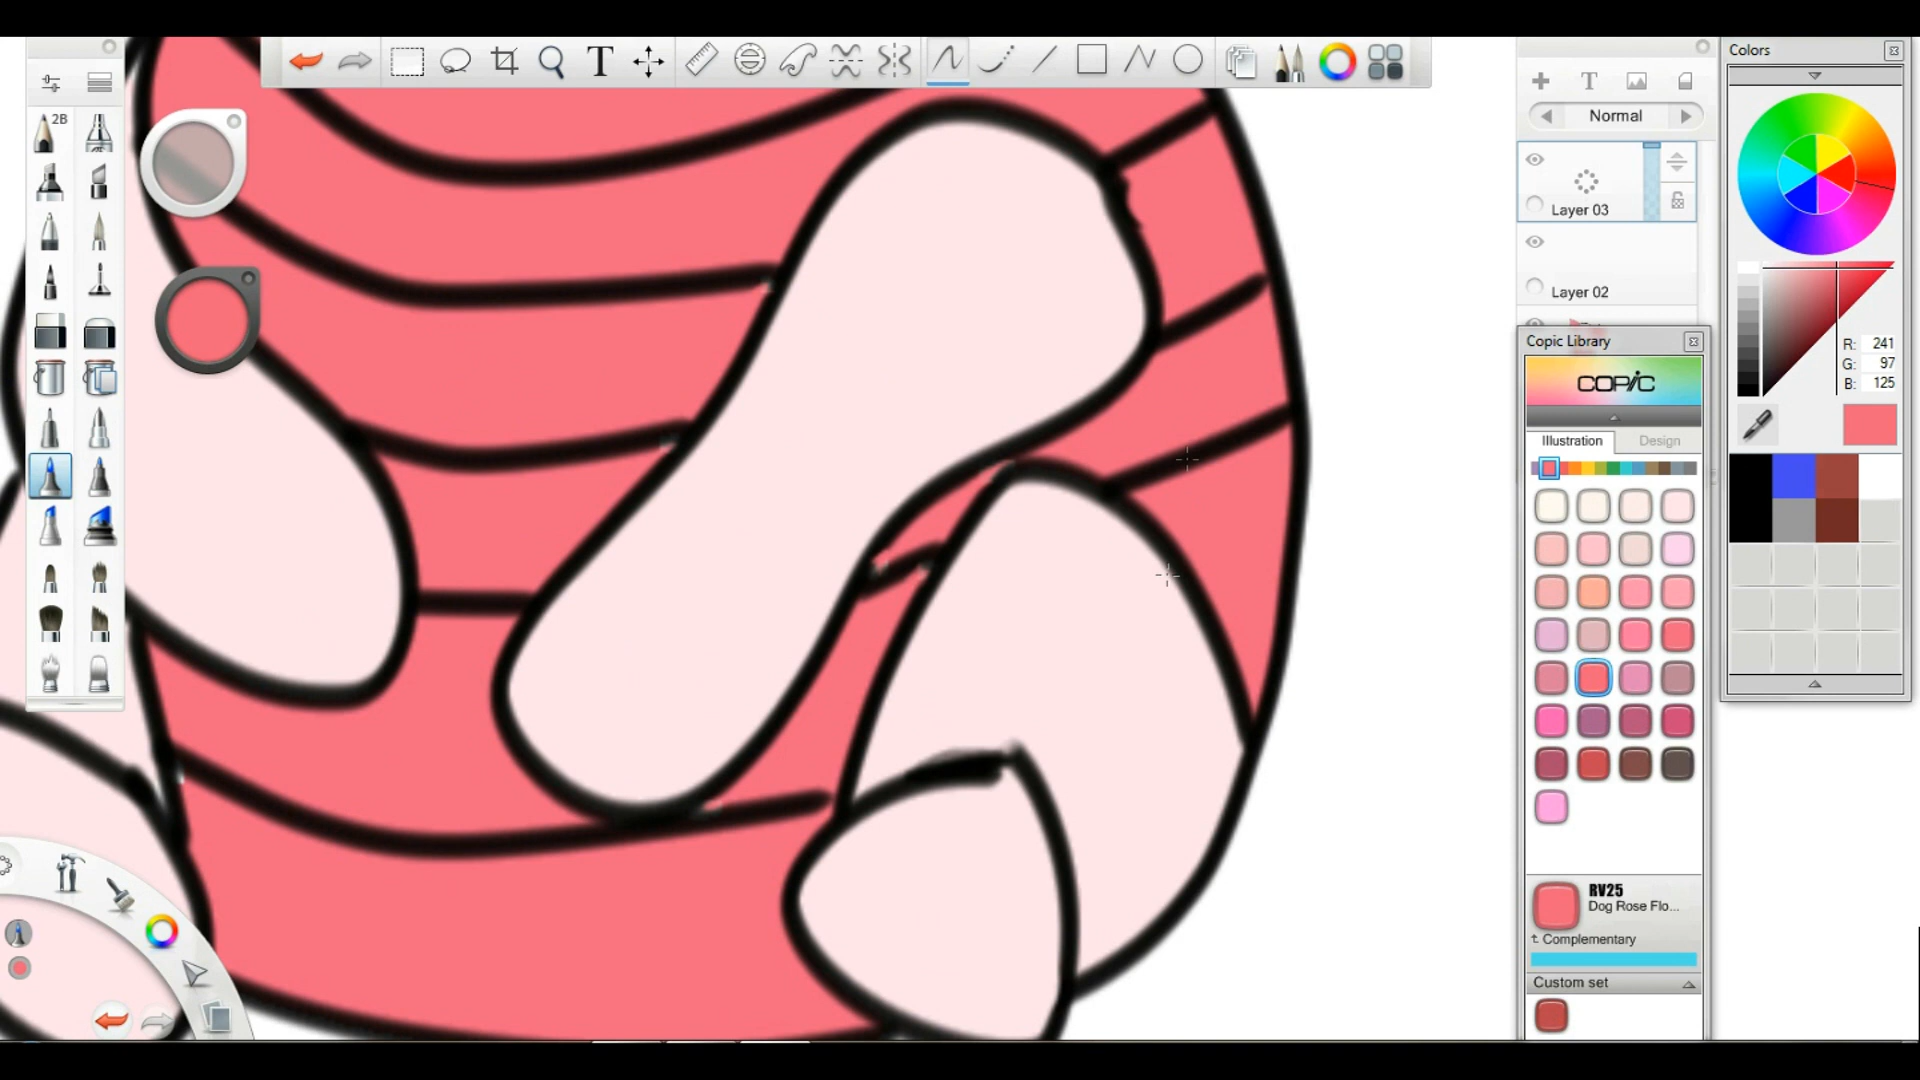 T
T
Colors
Normal
2B
Layer 03
Layer 02
Copic Library
R: 241
G: 97
B: 125
COPIC
Illustration Design
RV25
Dog Rose Flo...
Complementary
Custom set